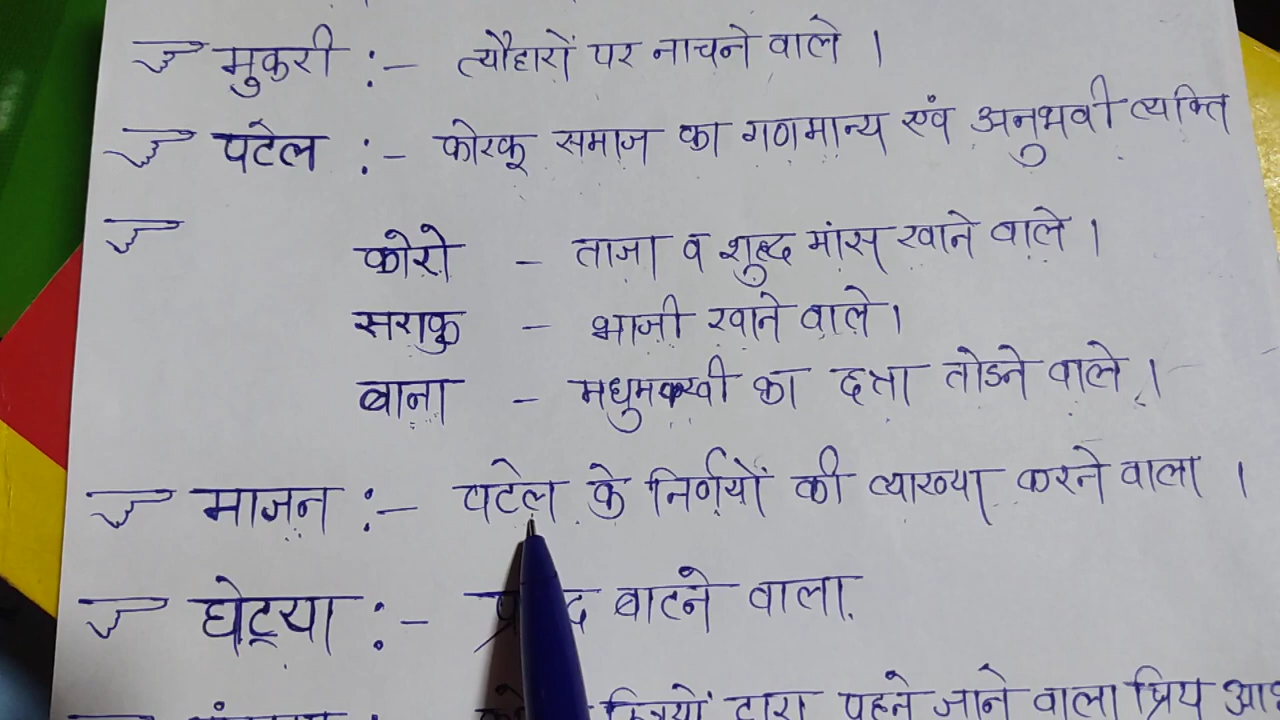 मुकरी :- त्यौहारों पर नाचने वाले ।
पटेल :- कोरकू समाज का गणमान्य एवं अनुभवी व्यक्ति
कोरो - ताजा व शुद्ध मांस खाने वाले ।
सराकु - भाजी खाने वाले ।
बाना - मधुमक्खी का छत्ता तोडने वाले ।
माजन :- पटेल के निर्णयों की व्याख्या करने वाला ।
घेट्या :- बाटने वाला
द्वारा पहने जाने वाला प्रिय